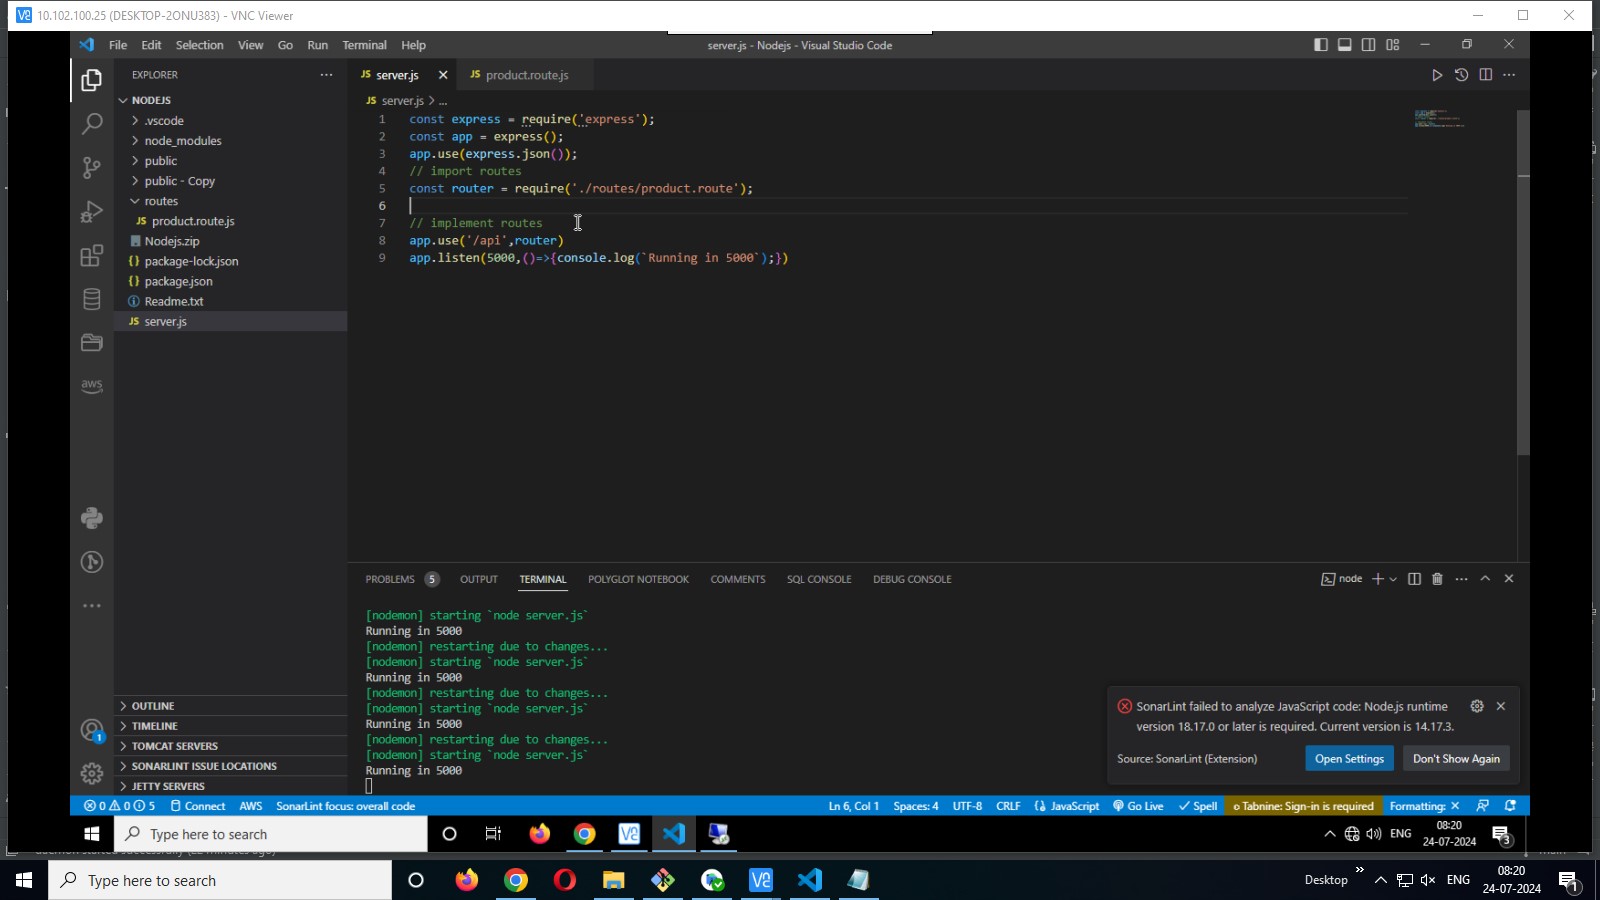 10.102.100.25 (DESKTOP-2ONU383) - VNC Viewer
File Edit Selection View Go Run Terminal Help
server.js - Nodejs - Visual Studio Code
EXPLORER
NODEJS
.vscode
node_modules
public
public - Copy
routes
JS product.route.js
Nodejs.zip
{} package-lock.json
{} package.json
Readme.txt
JS server.js
OUTLINE
TIMELINE
TOMCAT SERVERS
SONARLINT ISSUE LOCATIONS
JETTY SERVERS
aws
1
JS server.js
JS product.route.js
JS server.js > ...
1 const express = require('express');
2 const app = express();
3 app.use(express.json());
4 // import routes
5 const router = require('./routes/product.route');
6
7 // implement routes
8 app.use('/api',router)
9 app.listen(5000,()=>{console.log(`Running in 5000`);})
PROBLEMS 5 OUTPUT TERMINAL POLYGLOT NOTEBOOK COMMENTS SQL CONSOLE DEBUG CONSOLE
node
[nodemon] starting `node server.js`
Running in 5000
[nodemon] restarting due to changes...
[nodemon] starting `node server.js`
Running in 5000
[nodemon] restarting due to changes...
[nodemon] starting `node server.js`
Running in 5000
[nodemon] restarting due to changes...
[nodemon] starting `node server.js`
Running in 5000
SonarLint failed to analyze JavaScript code: Node.js runtime
version 18.17.0 or later is required. Current version is 14.17.3.
Source: SonarLint (Extension)
Open Settings
Don't Show Again
0 0 5 Connect AWS SonarLint focus: overall code
Ln 6, Col 1 Spaces: 4 UTF-8 CRLF JavaScript Go Live Spell Tabnine: Sign-in is required Formatting: ×
Type here to search
ENG
08:20
24-07-2024
3
Type here to search
Desktop
ENG
08:20
24-07-2024
1